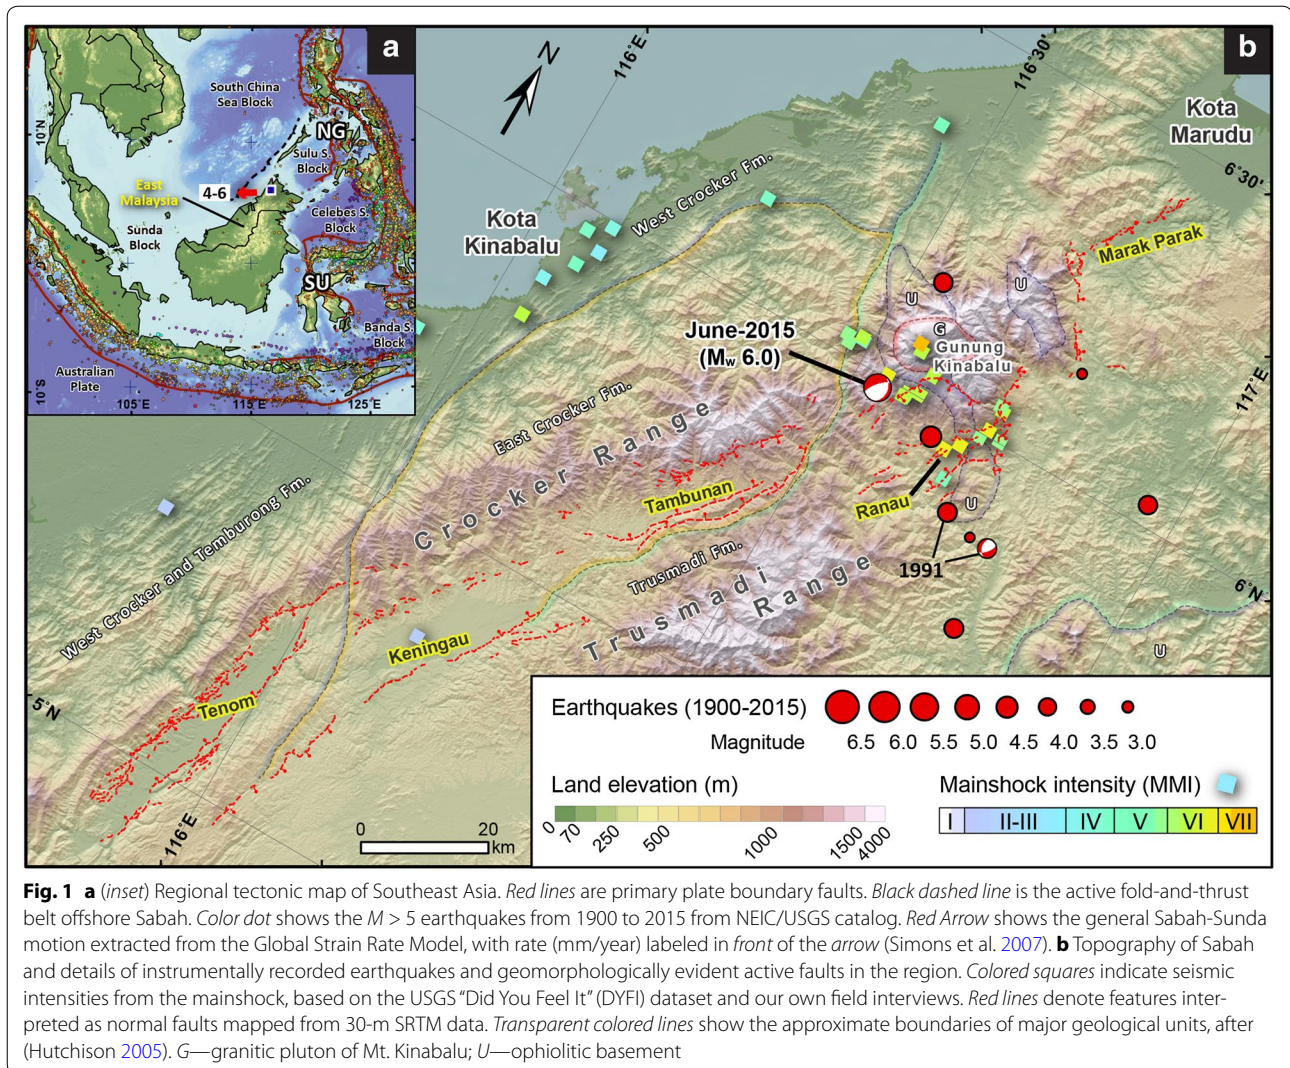 a
South China
Sea Block
10°N
NG
Sulu S.
Block
4-6
East
Malaysia
Celebes S.
Block
Sunda
Block
0°
SU
Banda S.
Block
Australian
Plate
10°S
105°E
115°E
125°E
b
N
116°E
116°30'
Kota
Marudu
6°30'
West Crocker Fm.
Kota
Kinabalu
Marak Parak
U
U
G
Gunung
Kinabalu
June-2015
(Mw 6.0)
117°E
East Crocker Fm.
Crocker Range
Tambunan
Ranau
U
West Crocker and Temburong Fm.
Trusmadi Fm.
1991
Trusmadi
Range
6°N
Keningau
U
Tenom
5°N
116°E
0 20
km
Earthquakes (1900-2015)
Magnitude 6.5 6.0 5.5 5.0 4.5 4.0 3.5 3.0
Land elevation (m)
0 70 250 500 1000 1500 4000
Mainshock intensity (MMI)
I II-III IV V VI VII
Fig. 1 a (inset) Regional tectonic map of Southeast Asia. Red lines are primary plate boundary faults. Black dashed line is the active fold-and-thrust
belt offshore Sabah. Color dot shows the M > 5 earthquakes from 1900 to 2015 from NEIC/USGS catalog. Red Arrow shows the general Sabah-Sunda
motion extracted from the Global Strain Rate Model, with rate (mm/year) labeled in front of the arrow (Simons et al. 2007). b Topography of Sabah
and details of instrumentally recorded earthquakes and geomorphologically evident active faults in the region. Colored squares indicate seismic
intensities from the mainshock, based on the USGS “Did You Feel It” (DYFI) dataset and our own field interviews. Red lines denote features inter-
preted as normal faults mapped from 30-m SRTM data. Transparent colored lines show the approximate boundaries of major geological units, after
(Hutchison 2005). G—granitic pluton of Mt. Kinabalu; U—ophiolitic basement